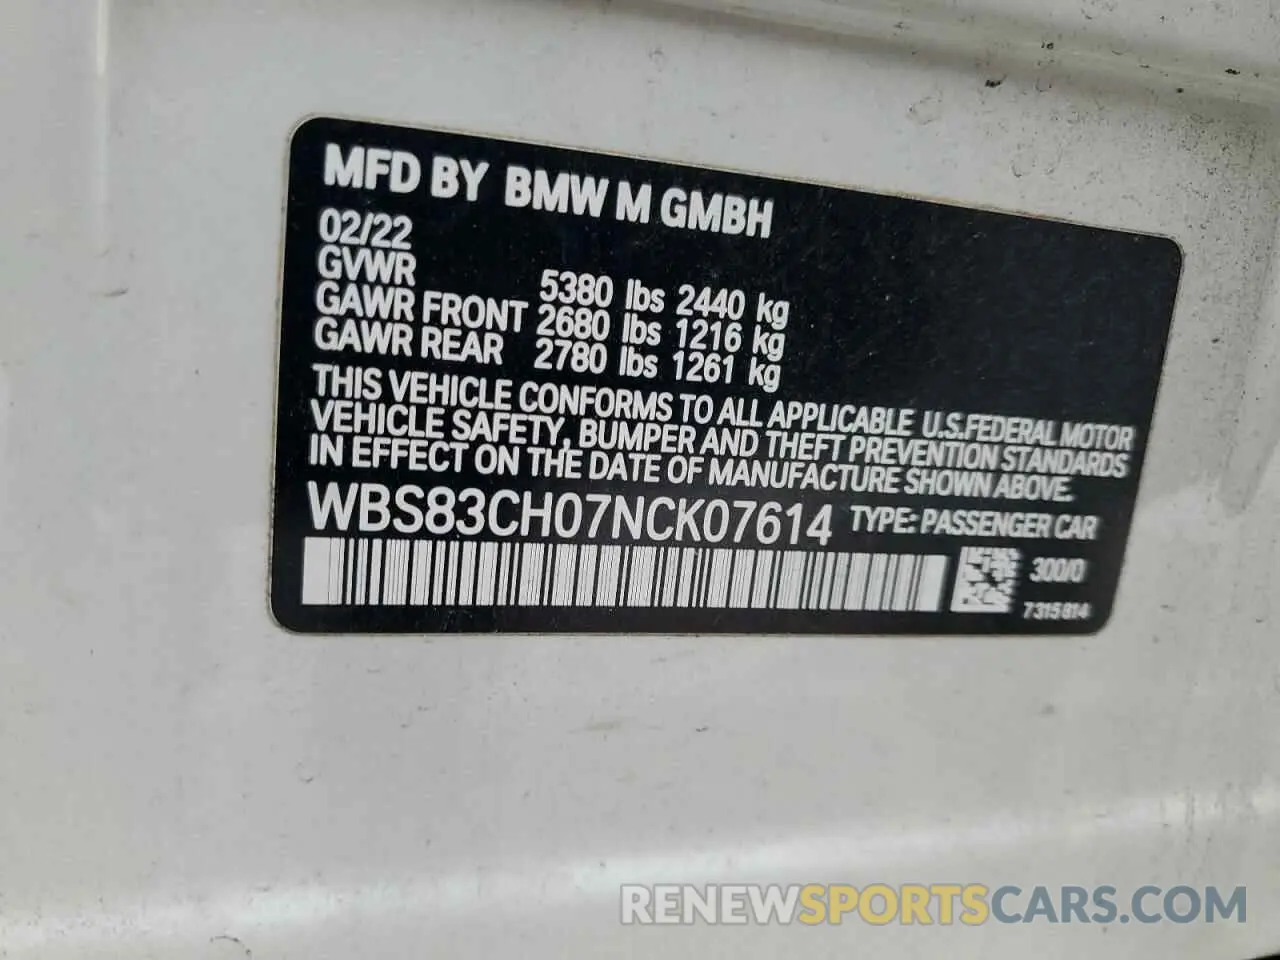 MFD BY BMW M GMBH
02/22
GVWR 5380 lbs 2440 kg
GAWR FRONT 2680 lbs 1216 kg
GAWR REAR 2780 lbs 1261 kg
THIS VEHICLE CONFORMS TO ALL APPLICABLE U.S.FEDERAL MOTOR
VEHICLE SAFETY, BUMPER AND THEFT PREVENTION STANDARDS
IN EFFECT ON THE DATE OF MANUFACTURE SHOWN ABOVE.
WBS83CH07NCK07614 TYPE: PASSENGER CAR
300/0
7315814
RENEWSPORTSCARS.COM